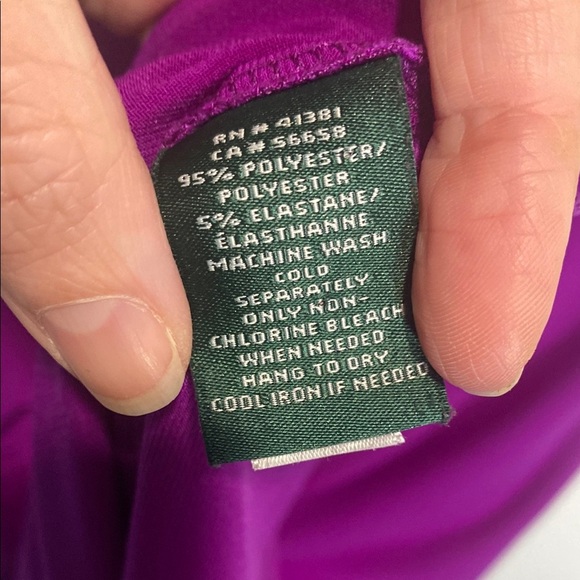 RN # 41381
CA # 56658
95% POLYESTER/
POLYESTER
5% ELASTANE/
ÉLASTHANNE
MACHINE WASH
COLD
SEPARATELY
ONLY NON-
CHLORINE BLEACH
WHEN NEEDED
HANG TO DRY
COOL IRON IF NEEDED